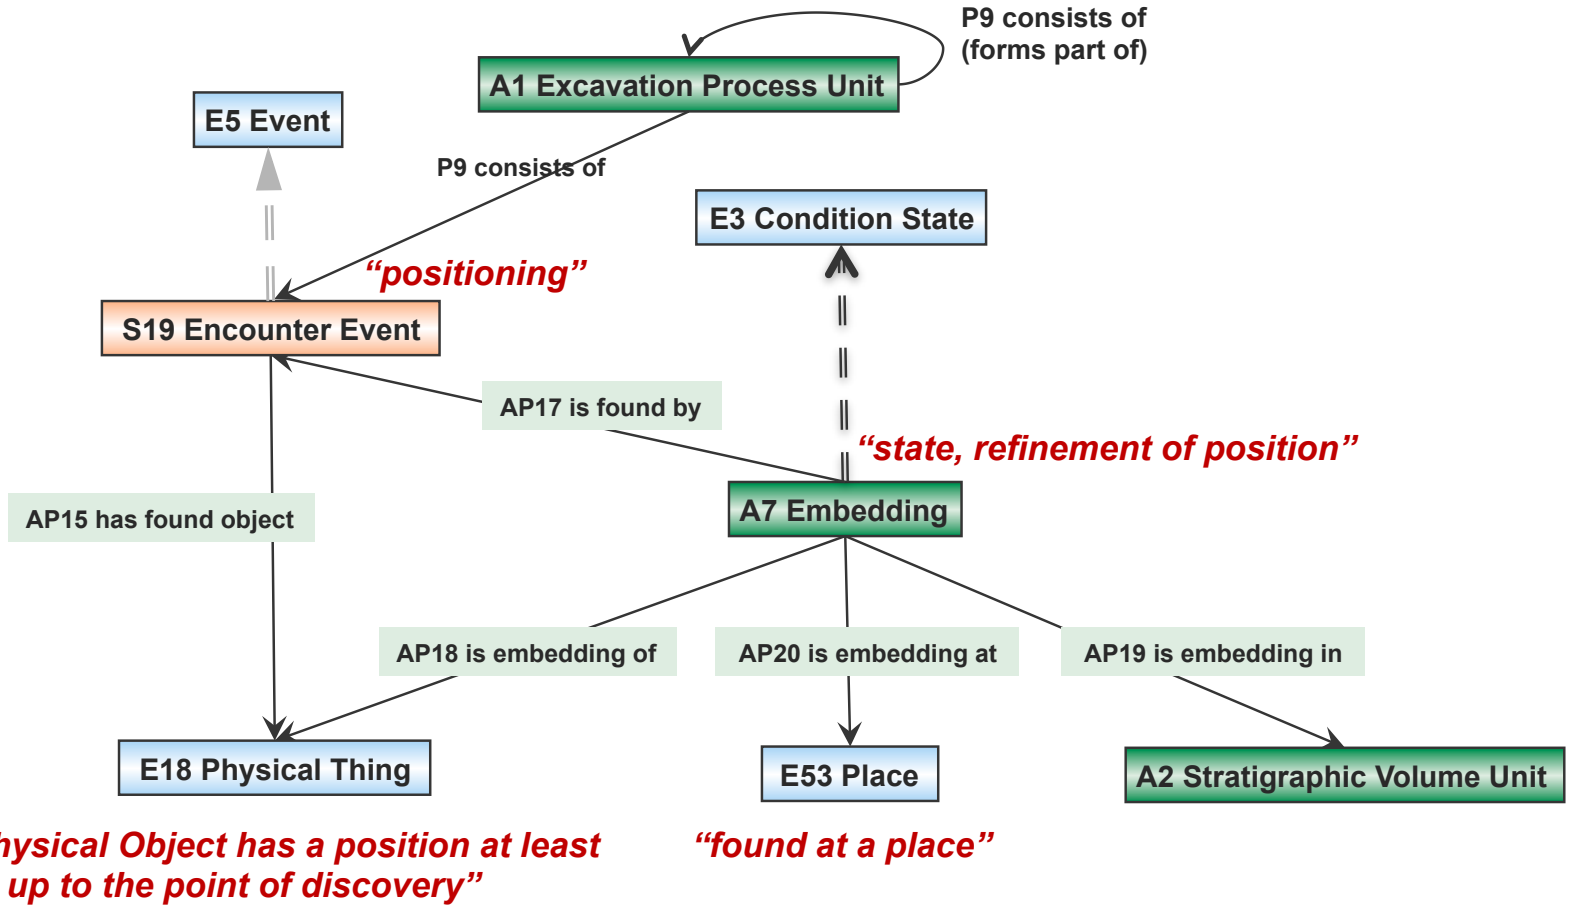 P9 consists of
(forms part of)
A1 Excavation Process Unit
E5 Event
P9 consists of
E3 Condition State
“positioning”
S19 Encounter Event
AP17 is found by
“state, refinement of position”
A7 Embedding
AP15 has found object
AP18 is embedding of
AP20 is embedding at
AP19 is embedding in
E18 Physical Thing
E53 Place
A2 Stratigraphic Volume Unit
Object has a position at least
“found at a place”
up to the point of discovery”